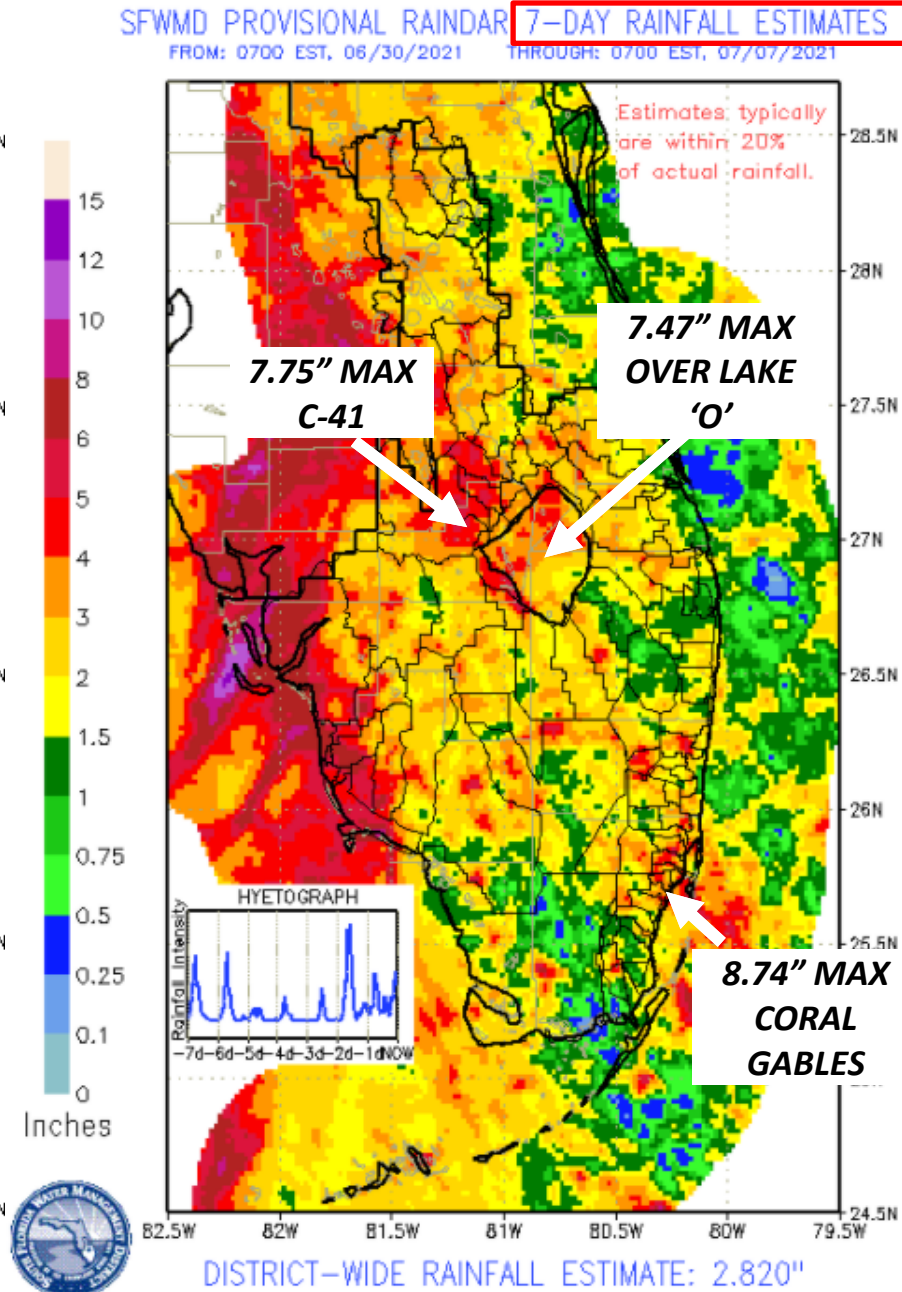 SFWMD PROVISIONAL RAINDAR 7-DAY RAINFALL ESTIMATES
FROM: 0700 EST, 06/30/2021 THROUGH: 0700 EST, 07/07/2021
Estimates typically
are within 20%
of actual rainfall.
15
12
10
8
6
5
4
3
2
1.5
1
0.75
0.5
0.25
0.1
0
Inches
28.5N
28N
27.5N
27N
26.5N
26N
25.5N
24.5N
7.75” MAX
C-41
7.47” MAX
OVER LAKE
‘O’
8.74” MAX
CORAL
GABLES
HYETOGRAPH
Rainfall Intensity
-7d -6d -5d -4d -3d -2d -1d NOW
82.5W 82W 81.5W 81W 80.5W 80W 79.5W
SOUTH FLORIDA WATER MANAGEMENT DISTRICT
DISTRICT-WIDE RAINFALL ESTIMATE: 2.820"